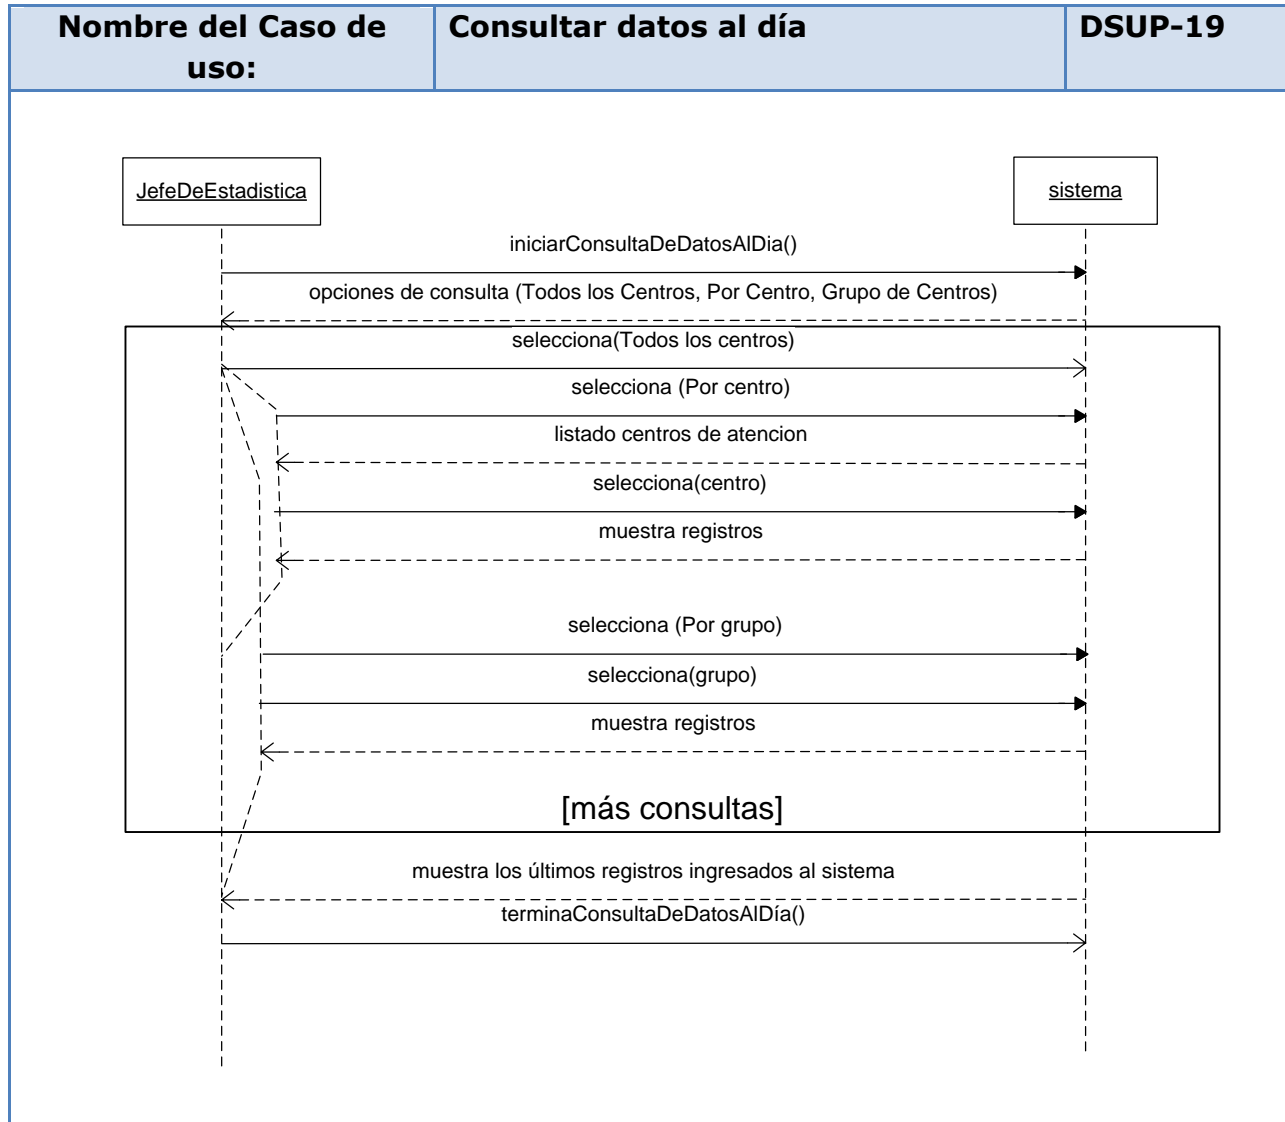 Nombre del Caso de
uso:
Consultar datos al día
DSUP-19
JefeDeEstadistica
sistema
iniciarConsultaDeDatosAlDia()
opciones de consulta (Todos los Centros, Por Centro, Grupo de Centros)
selecciona(Todos los centros)
selecciona (Por centro)
listado centros de atencion
selecciona(centro)
muestra registros
selecciona (Por grupo)
selecciona(grupo)
muestra registros
[más consultas]
muestra los últimos registros ingresados al sistema
terminaConsultaDeDatosAlDía()